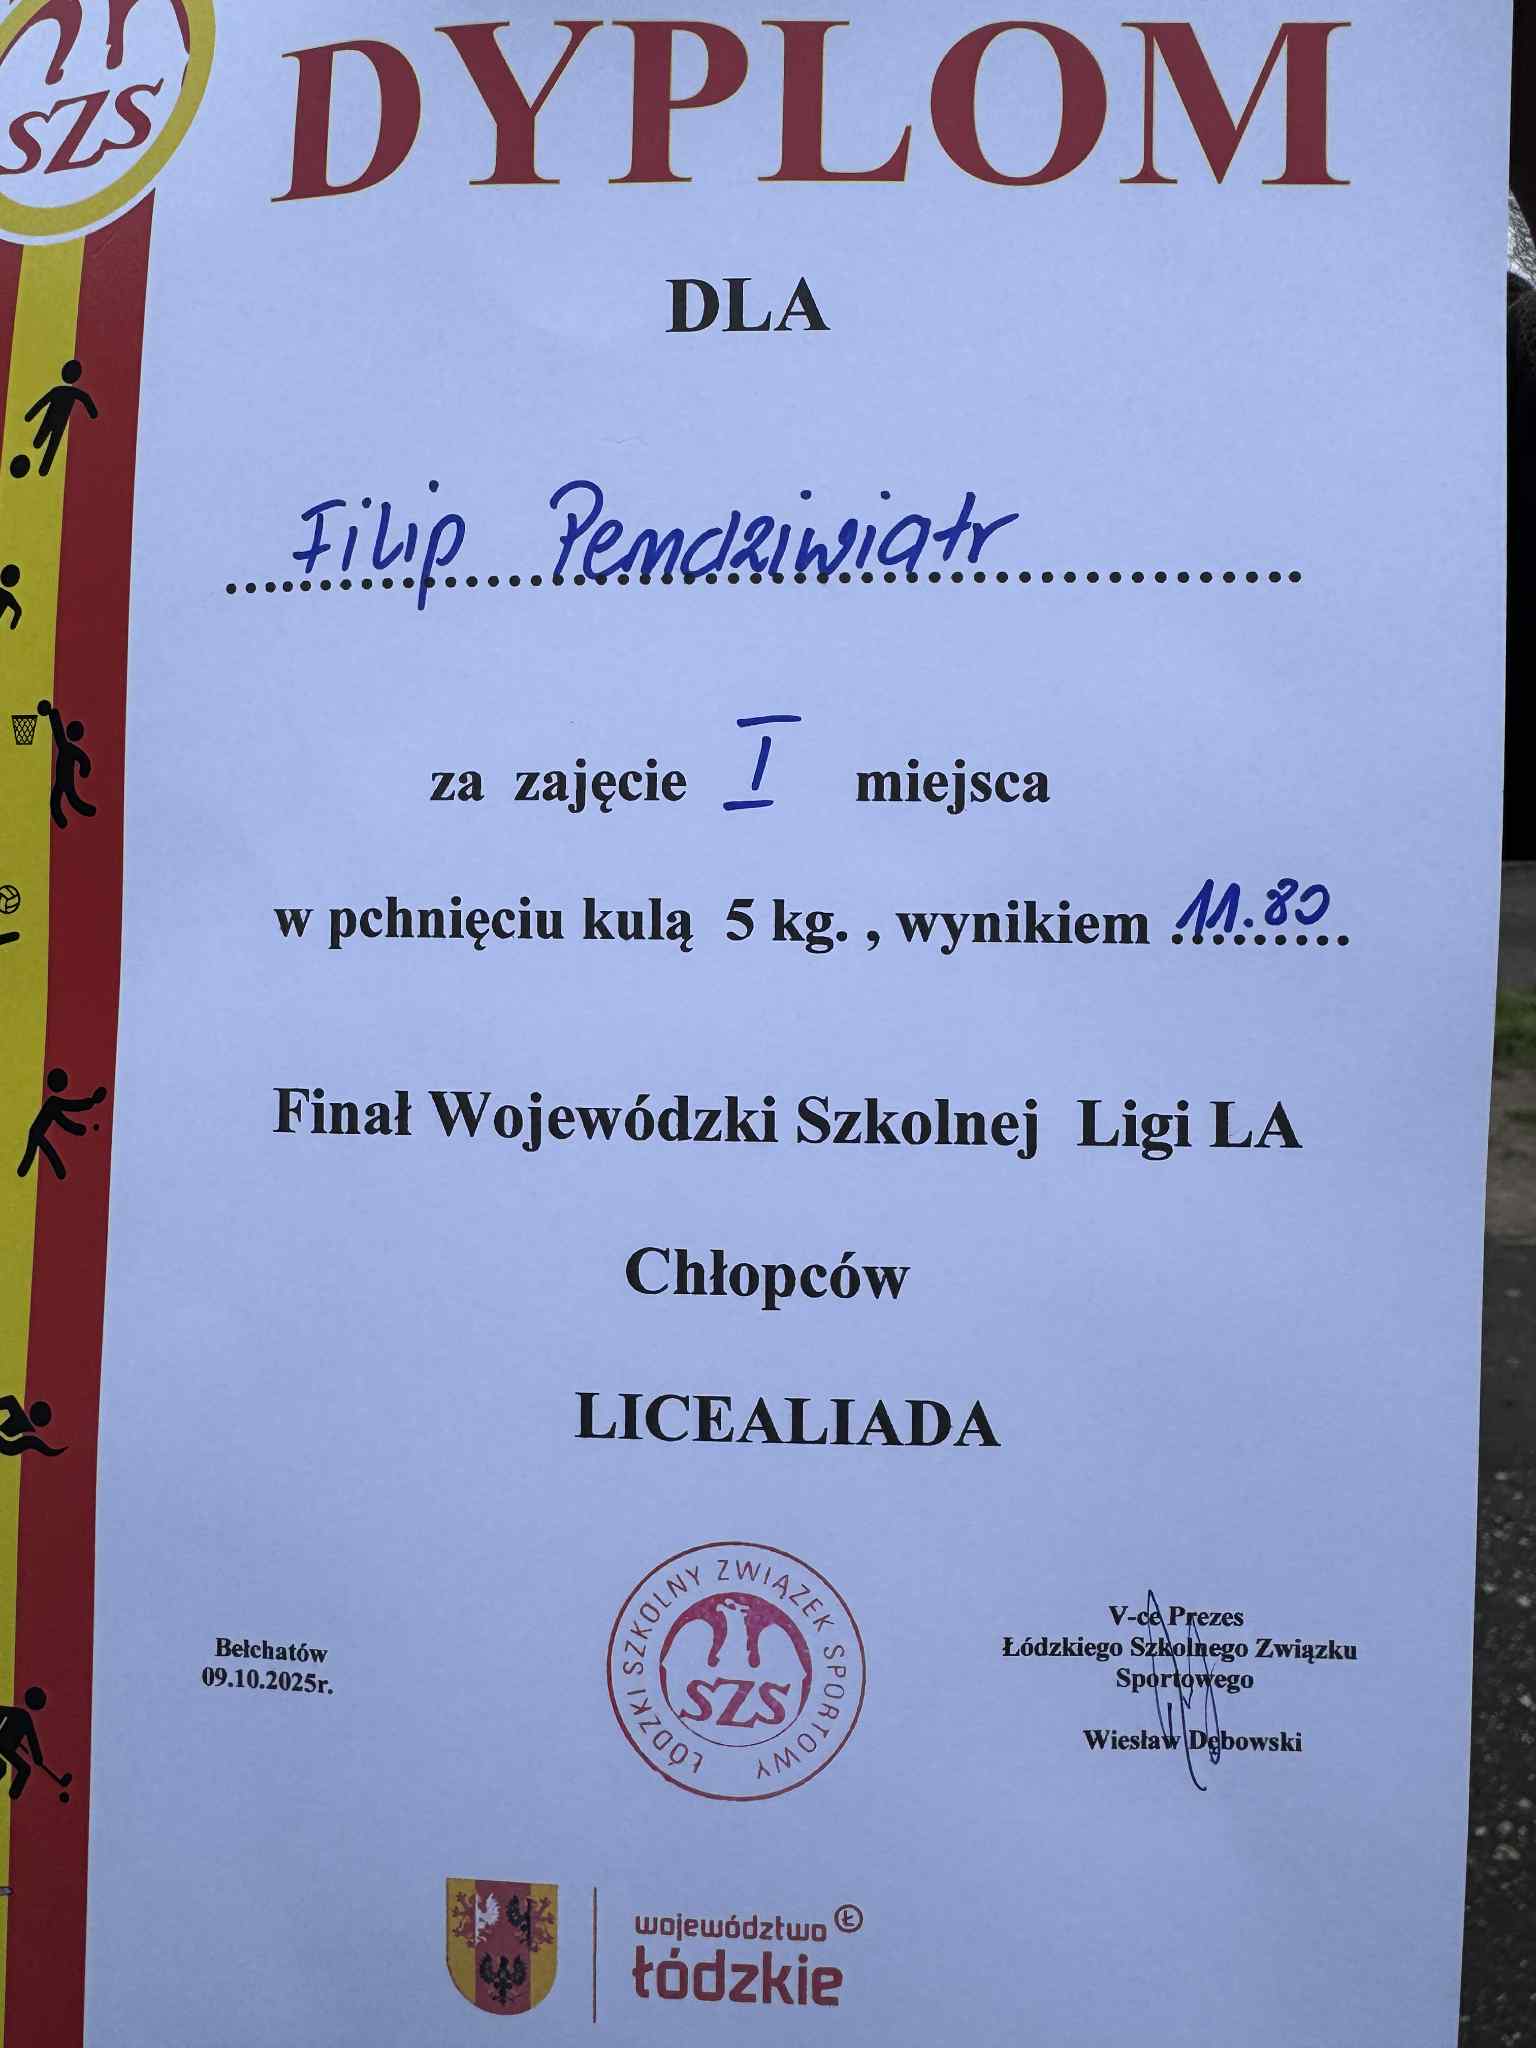 SZS
DYPLOM
DLA
Filip Pendziwiatr
za zajęcie I miejsca
w pchnięciu kulą 5 kg. , wynikiem 11.80
Finał Wojewódzki Szkolnej Ligi LA
Chłopców
LICEALIADA
Bełchatów
09.10.2025r.
ŁÓDZKI SZKOLNY ZWIĄZEK SPORTOWY
SZS
V-ce Prezes
Łódzkiego Szkolnego Związku
Sportowego
Wiesław Dębowski
województwo Ł
łódzkie